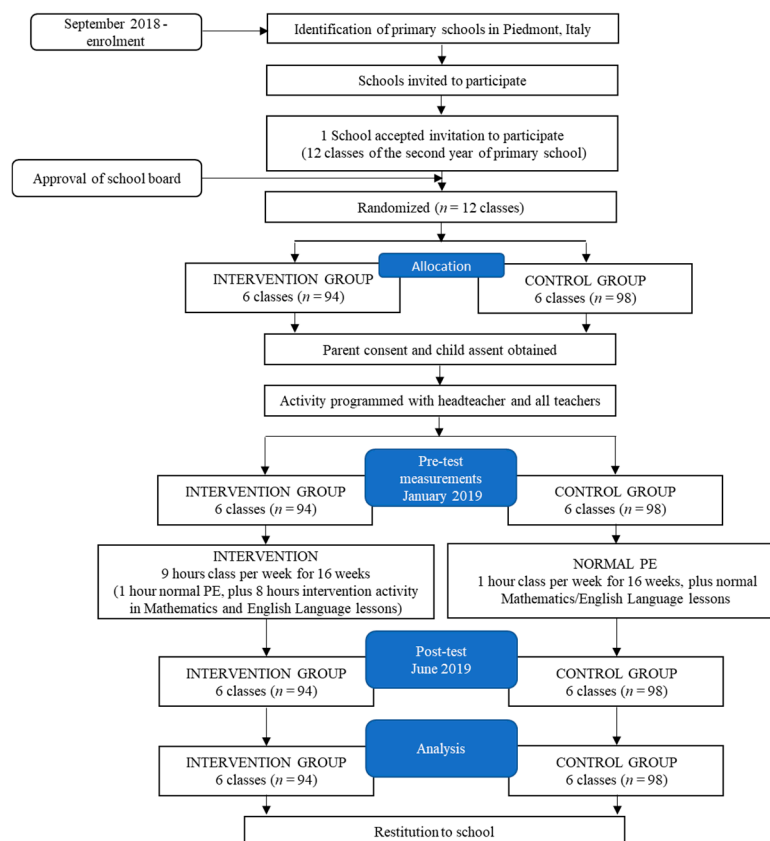 September 2018 -
enrolment
Identification of primary schools in Piedmont, Italy
Schools invited to participate
1 School accepted invitation to participate
(12 classes of the second year of primary school)
Approval of school board
Randomized (n = 12 classes)
Allocation
INTERVENTION GROUP
6 classes (n = 94)
CONTROL GROUP
6 classes (n = 98)
Parent consent and child assent obtained
Activity programmed with headteacher and all teachers
Pre-test
measurements
January 2019
INTERVENTION GROUP
6 classes (n = 94)
CONTROL GROUP
6 classes (n = 98)
INTERVENTION
9 hours class per week for 16 weeks
(1 hour normal PE, plus 8 hours intervention activity
in Mathematics and English Language lessons)
NORMAL PE
1 hour class per week for 16 weeks, plus normal
Mathematics/English Language lessons
Post-test
June 2019
INTERVENTION GROUP
6 classes (n = 94)
CONTROL GROUP
6 classes (n = 98)
Analysis
INTERVENTION GROUP
6 classes (n = 94)
CONTROL GROUP
6 classes (n = 98)
Restitution to school